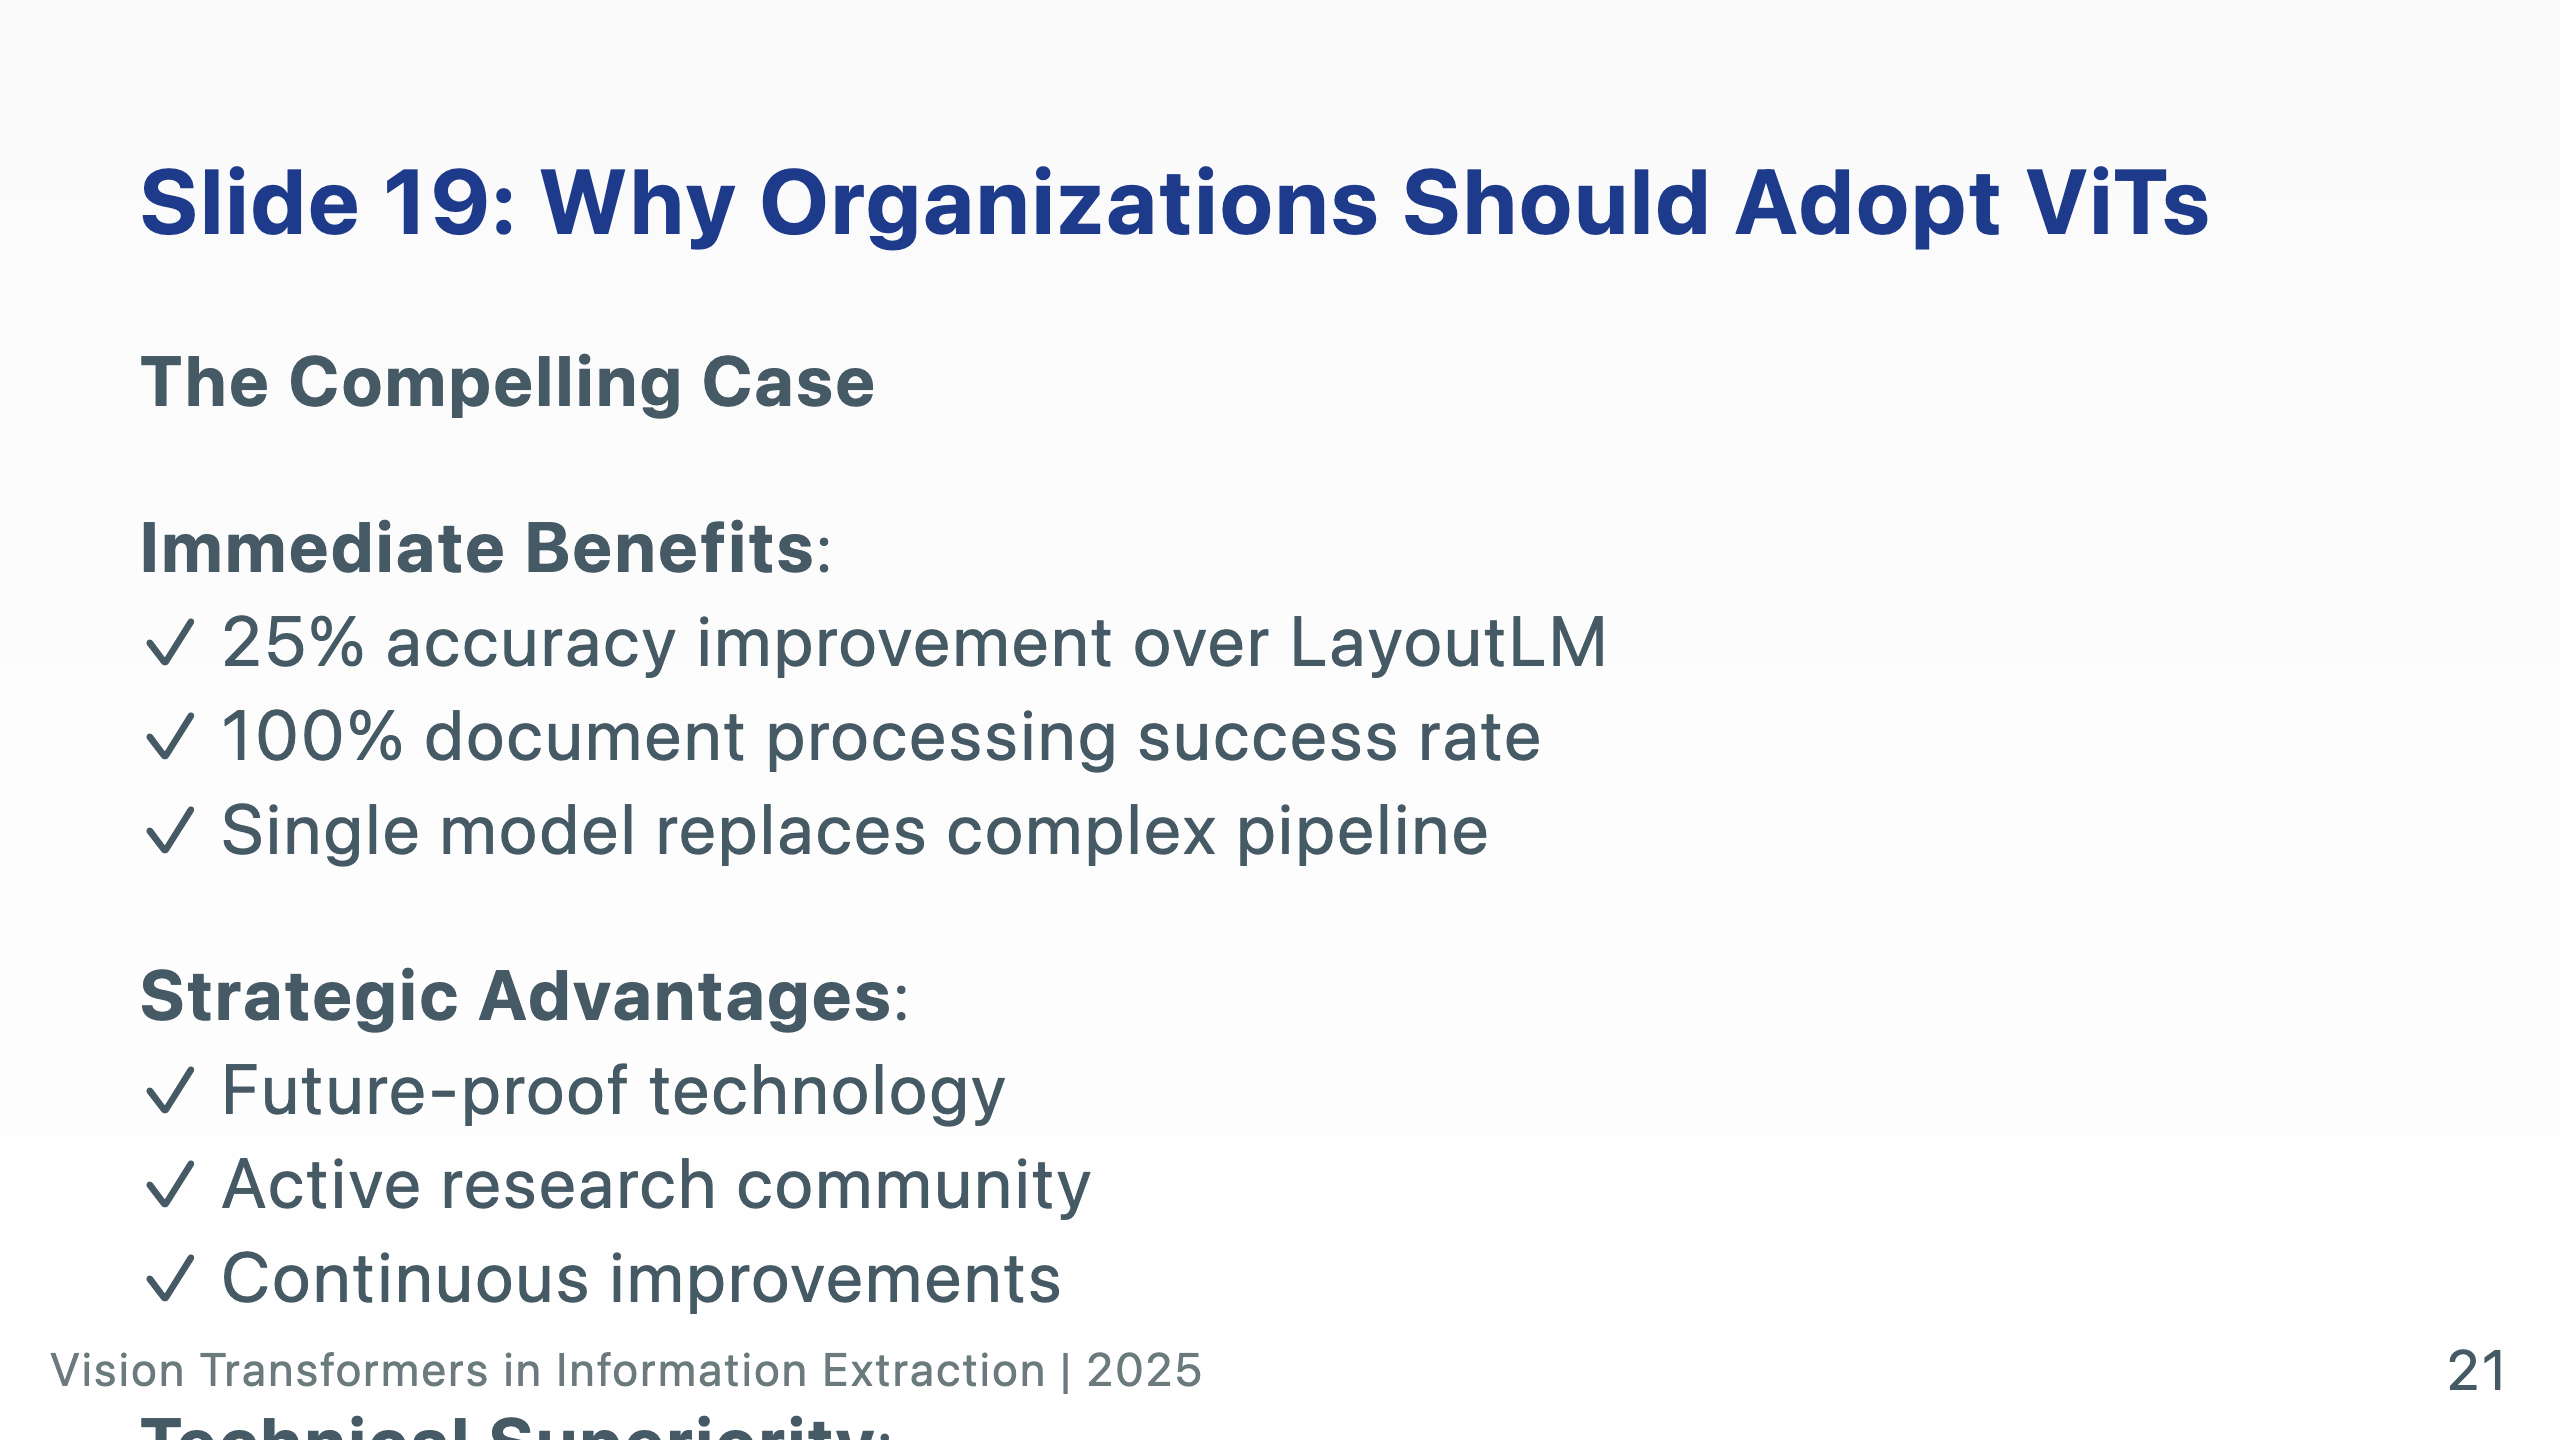 Slide 19: Why Organizations Should Adopt ViTs
The Compelling Case
Immediate Benefits:
✓ 25% accuracy improvement over LayoutLM
✓ 100% document processing success rate
✓ Single model replaces complex pipeline
Strategic Advantages:
✓ Future-proof technology
✓ Active research community
✓ Continuous improvements
Vision Transformers in Information Extraction | 2025
21
Technical Superiority: